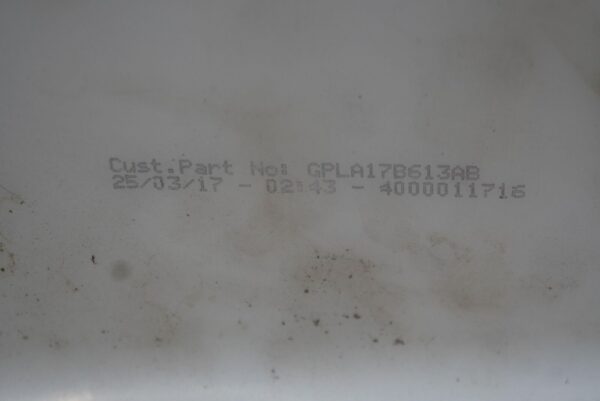 Cust.Part No: GPLA17B613AB
25/03/17 - 02:43 - 4000011716